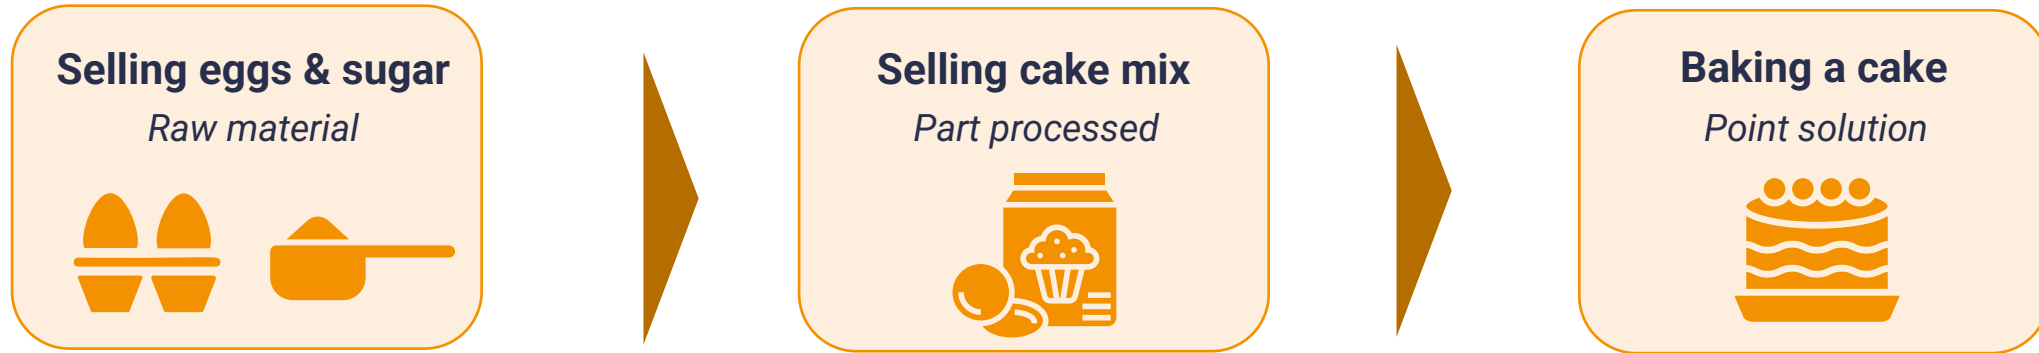 Selling eggs & sugar
Raw material
Selling cake mix
Part processed
Baking a cake
Point solution